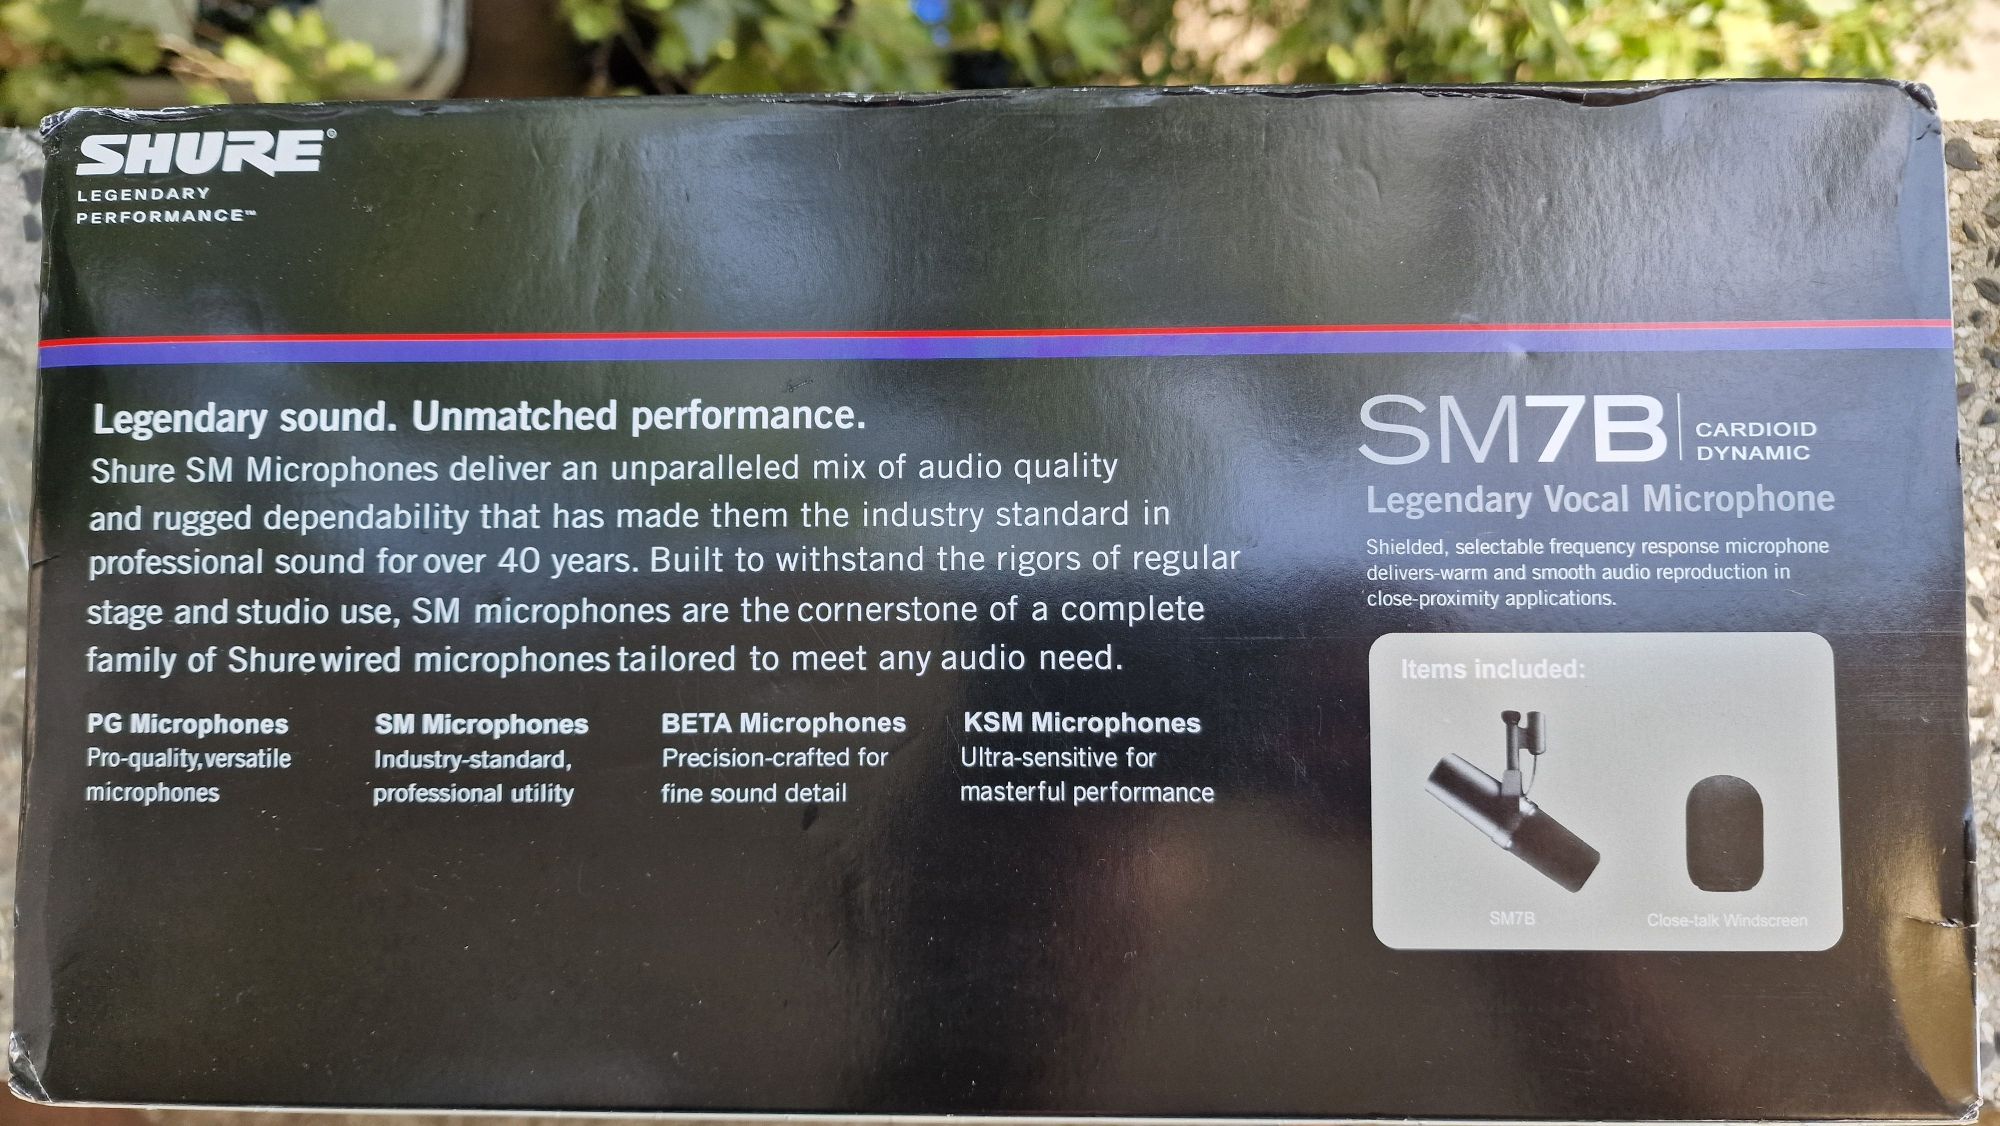 SHURE®
LEGENDARY
PERFORMANCE™
Legendary sound. Unmatched performance.
Shure SM Microphones deliver an unparalleled mix of audio quality
and rugged dependability that has made them the industry standard in
professional sound for over 40 years. Built to withstand the rigors of regular
stage and studio use, SM microphones are the cornerstone of a complete
family of Shure wired microphones tailored to meet any audio need.
PG Microphones
Pro-quality, versatile
microphones
SM Microphones
Industry-standard,
professional utility
BETA Microphones
Precision-crafted for
fine sound detail
KSM Microphones
Ultra-sensitive for
masterful performance
SM7B
CARDIOID
DYNAMIC
Legendary Vocal Microphone
Shielded, selectable frequency response microphone
delivers-warm and smooth audio reproduction in
close-proximity applications.
Items included:
SM7B
Close-talk Windscreen